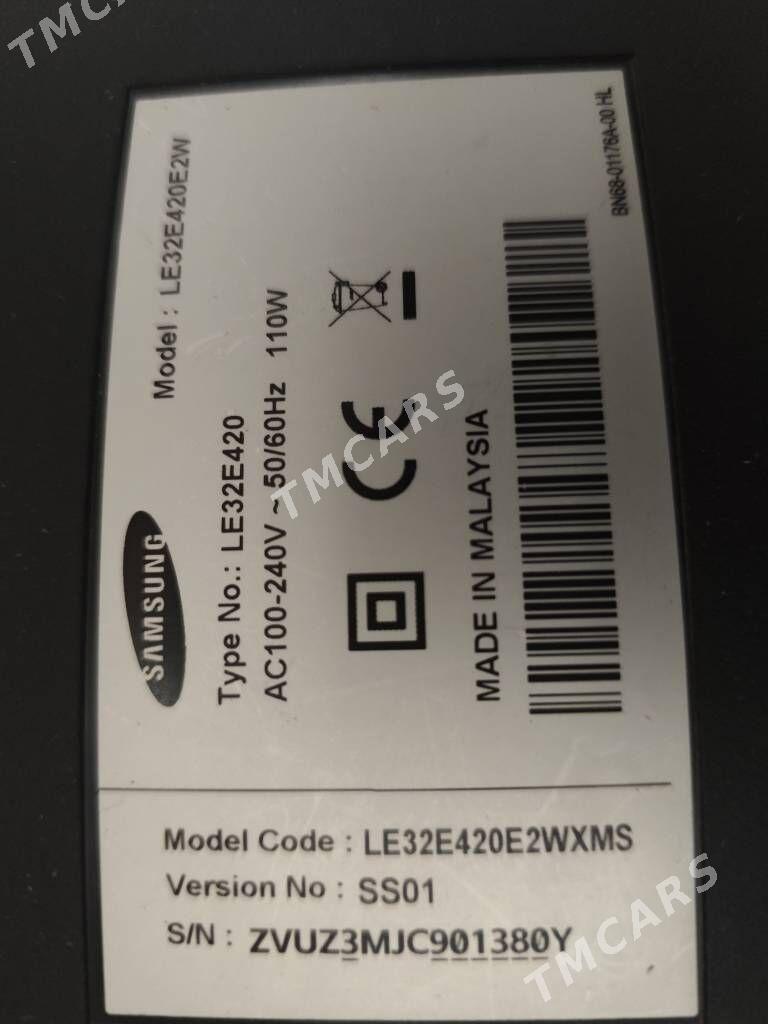 TMCARS
SAMSUNG
Model : LE32E420E2W
Type No.: LE32E420
AC100-240V ~ 50/60Hz 110W
CE
TMCARS
MADE IN MALAYSIA
BN68-01176A-00 HL
Model Code : LE32E420E2WXMS
Version No : SS01
S/N : ZVUZ3MJC901380Y
TMCARS